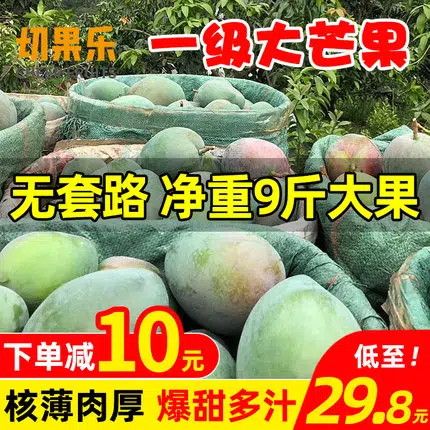 切果乐
一级大芒果
无套路 净重9斤大果
下单减10元
低至！
核薄肉厚 爆甜多汁
29.8元